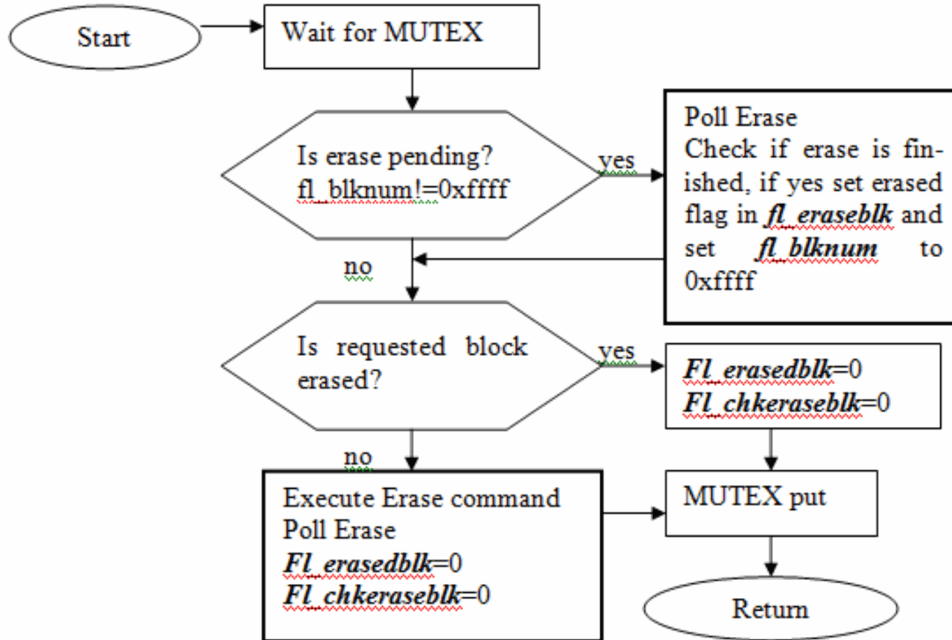 Start
Wait for MUTEX
Is erase pending?
fl_blknum!=0xffff
yes
Poll Erase
Check if erase is fin-
ished, if yes set erased
flag in fl_eraseblk and
set fl_blknum to
0xffff
no
Is requested block
erased?
yes
Fl_erasedblk=0
Fl_chkeraseblk=0
no
Execute Erase command
Poll Erase
Fl_erasedblk=0
Fl_chkeraseblk=0
MUTEX put
Return